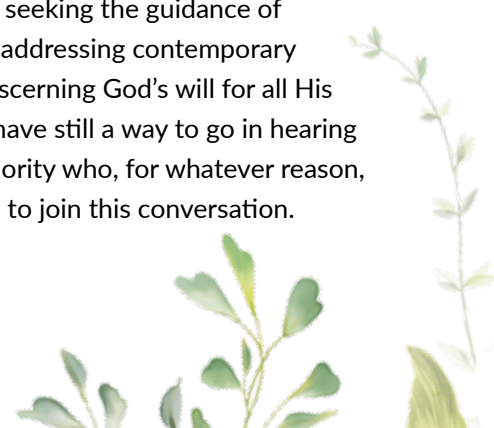 seeking the guidance of
addressing contemporary
scerning God’s will for all His
have still a way to go in hearing
ority who, for whatever reason,
to join this conversation.